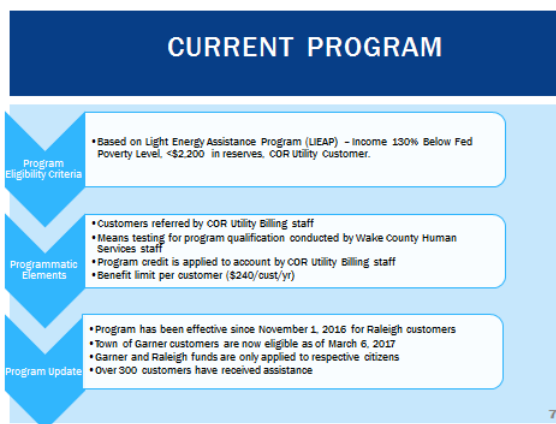 CURRENT PROGRAM
Program
Eligibility Criteria
•Based on Light Energy Assistance Program (LIEAP) – Income 130% Below Fed
Poverty Level, <$2,200 in reserves, COR Utility Customer.
Programmatic
Elements
•Customers referred by COR Utility Billing staff
•Means testing for program qualification conducted by Wake County Human
Services staff
•Program credit is applied to account by COR Utility Billing staff
•Benefit limit per customer ($240/cust/yr)
Program Update
•Program has been effective since November 1, 2016 for Raleigh customers
•Town of Garner customers are now eligible as of March 6, 2017
•Garner and Raleigh funds are only applied to respective citizens
•Over 300 customers have received assistance
7